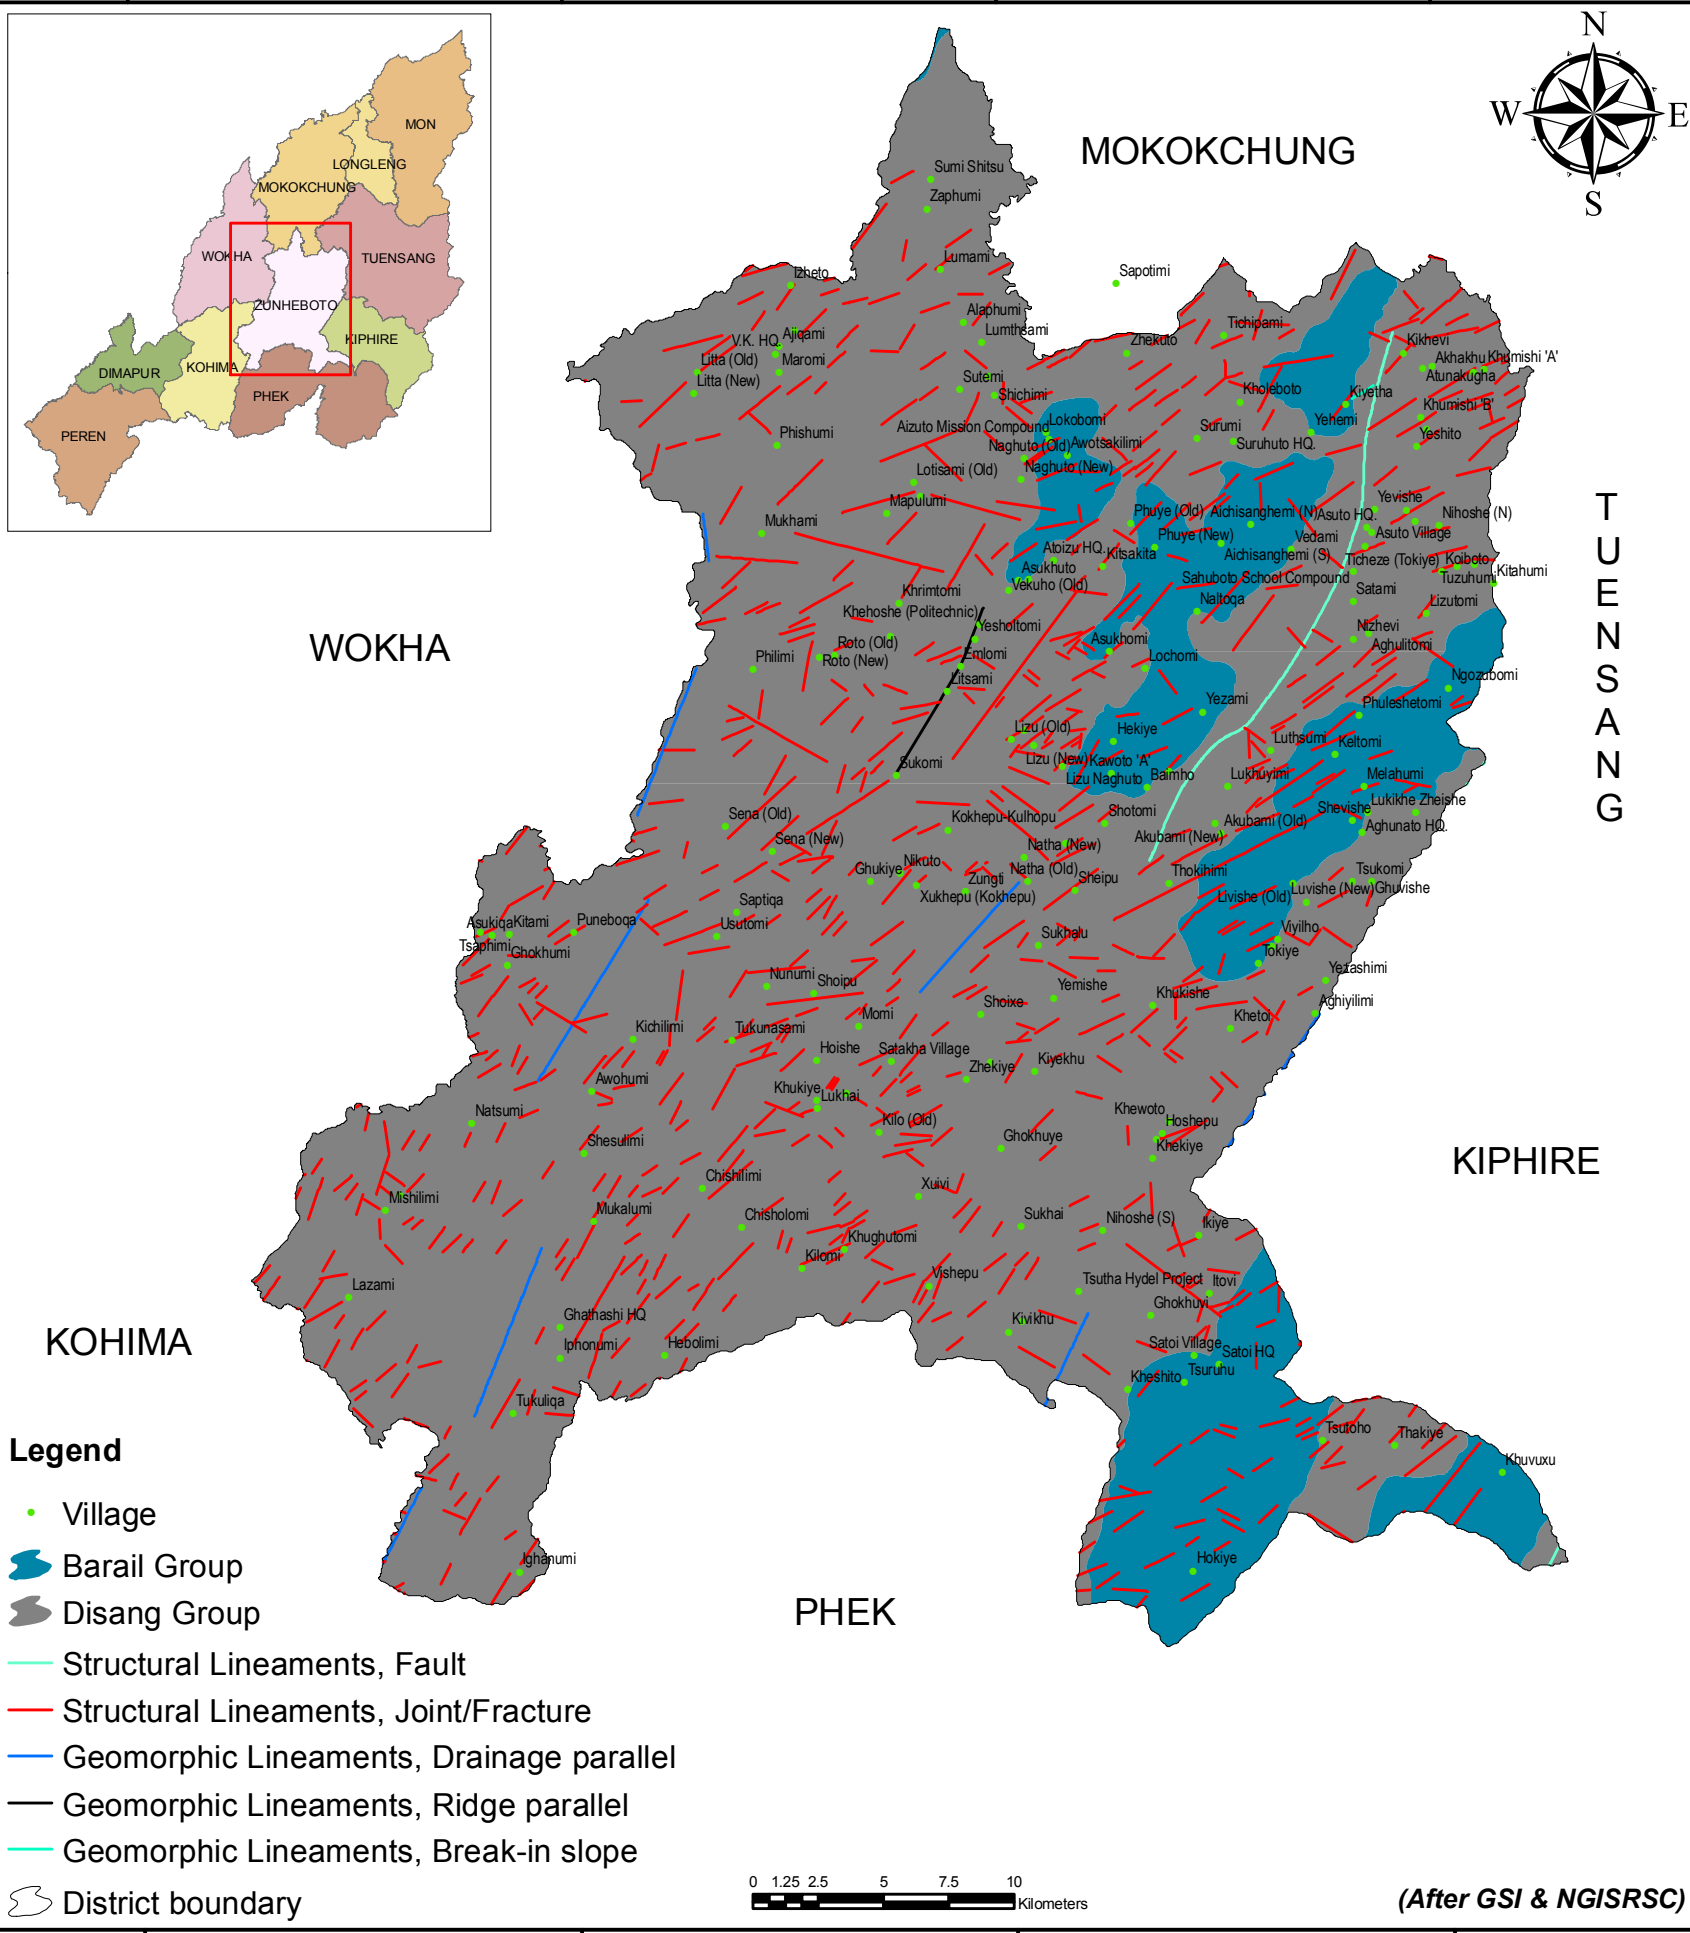 MON
LONGLENG
MOKOKCHUNG
WOKHA
TUENSANG
ZUNHEBOTO
KIPHIRE
DIMAPUR
KOHIMA
PHEK
PEREN
N
W
E
S
MOKOKCHUNG
WOKHA
TUENSANG
KIPHIRE
KOHIMA
PHEK
Sumi Shitsu
Zaphumi
Lumami
Izheto
Sapotimi
Alaphumi
Lumthsami
Tichipami
Zhekuto
Kikhevi
V.K. HQ.
Ajiqami
Litta (Old)
Maromi
Litta (New)
Akhakhu
Khumishi 'A'
Atunakugha
Sutemi
Shichimi
Kholeboto
Kiyetha
Khumishi 'B'
Yehemi
Aizuto Mission Compound
Lokobomi
Surumi
Yeshito
Phishumi
Naghuto (Old)
Awotsakilimi
Suruhuto HQ.
Lotisami (Old)
Naghuto (New)
Mapulumi
Yevishe
Mukhami
Phuye (Old)
Aichisanghemi (N)
Asuto HQ.
Nihoshe (N)
Phuye (New)
Vedami
Asuto Village
Atoizu HQ.
Kitsakita
Aichisanghemi (S)
Ticheze (Tokiye)
Koiboto
Asukhuto
Sahuboto School Compound
Tuzuhumi
Kitahumi
Khrimtomi
Vekuho (Old)
Satami
Naltoqa
Lizutomi
Khehoshe (Politechnic)
Yesholtomi
Nizhevi
Roto (Old)
Asukhomi
Aghulitomi
Philimi
Roto (New)
Emlomi
Lochomi
Litsami
Ngozubomi
Yezami
Phuleshetomi
Lizu (Old)
Hekiye
Luthsumi
Keltomi
Sukomi
Lizu (New)
Kawoto 'A'
Lizu Naghuto
Baimho
Lukhuyimi
Melahumi
Sena (Old)
Kokhepu-Kulhopu
Shotomi
Shevishe
Lukikhe Zheishe
Akubami (Old)
Aghunato HQ.
Sena (New)
Natha (New)
Akubami (New)
Ghukiye
Nikuto
Zungti
Natha (Old)
Sheipu
Thokihimi
Tsukomi
Saptiqa
Xukhepu (Kokhepu)
Livishe (Old)
Luvishe (New)
Ghuvishe
Asukiqa
Kitami
Puneboqa
Usutomi
Sukhalu
Viyilho
Tsaphimi
Ghokhumi
Tokiye
Nunumi
Shoipu
Yemishe
Yezashimi
Shoixe
Khukishe
Aghiyilimi
Kichilimi
Tukunasami
Momi
Khetoi
Hoishe
Satakha Village
Zhekiye
Kiyekhu
Awohumi
Khukiye
Lukhai
Natsumi
Kilo (Old)
Khewoto
Hoshepu
Shesulimi
Ghokhuye
Khekiye
Chishilimi
Mishilimi
Xuivi
Mukalumi
Chisholomi
Sukhai
Nihoshe (S)
Ikiye
Khughutomi
Kilomi
Lazami
Vishepu
Tsutha Hydel Project
Itovi
Ghathashi HQ
Kivikhu
Ghokhuvi
Iphonumi
Hebolimi
Satoi Village
Satoi HQ
Kheshito
Tsuruhu
Tukuliqa
Tsutoho
Thakiye
Khuvuxu
Ighanumi
Hokiye
Legend
Village
Barail Group
Disang Group
Structural Lineaments, Fault
Structural Lineaments, Joint/Fracture
Geomorphic Lineaments, Drainage parallel
Geomorphic Lineaments, Ridge parallel
Geomorphic Lineaments, Break-in slope
District boundary
0 1.25 2.5 5 7.5 10
Kilometers
(After GSI & NGISRSC)